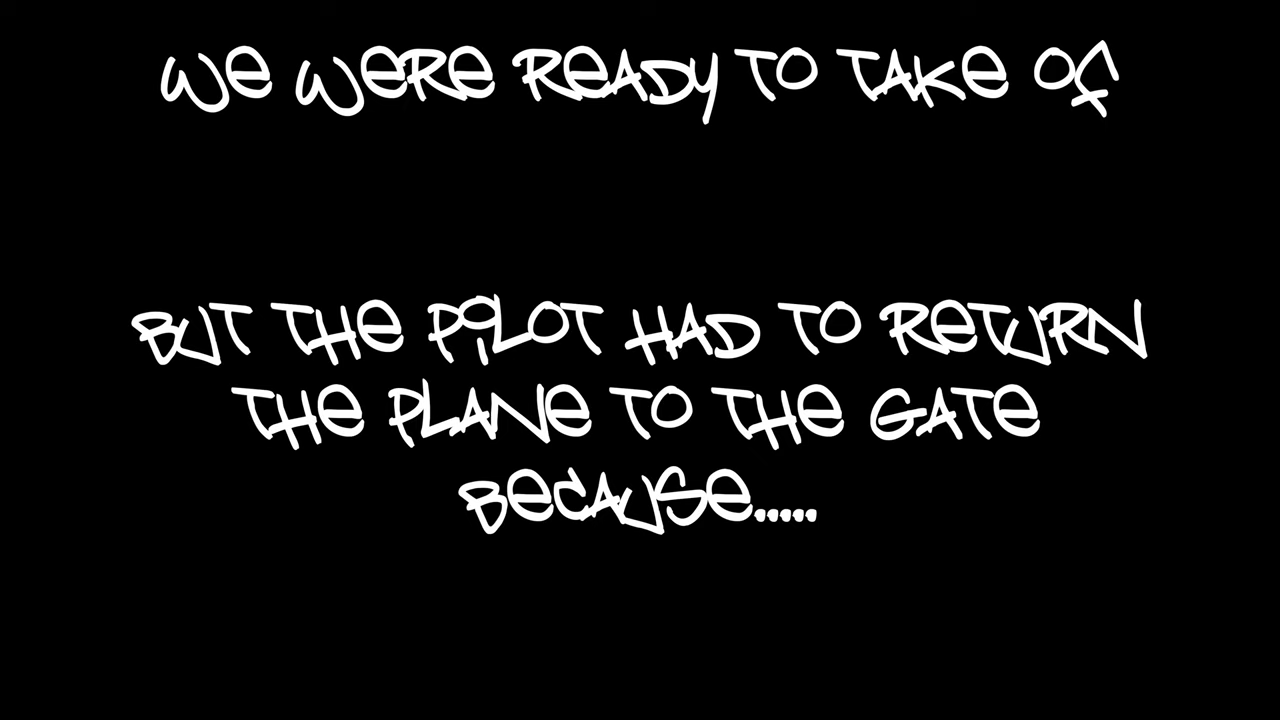 WE WERE READY TO TAKE OF
BUT THE PILOT HAD TO RETURN
THE PLANE TO THE GATE
BECAUSE.....